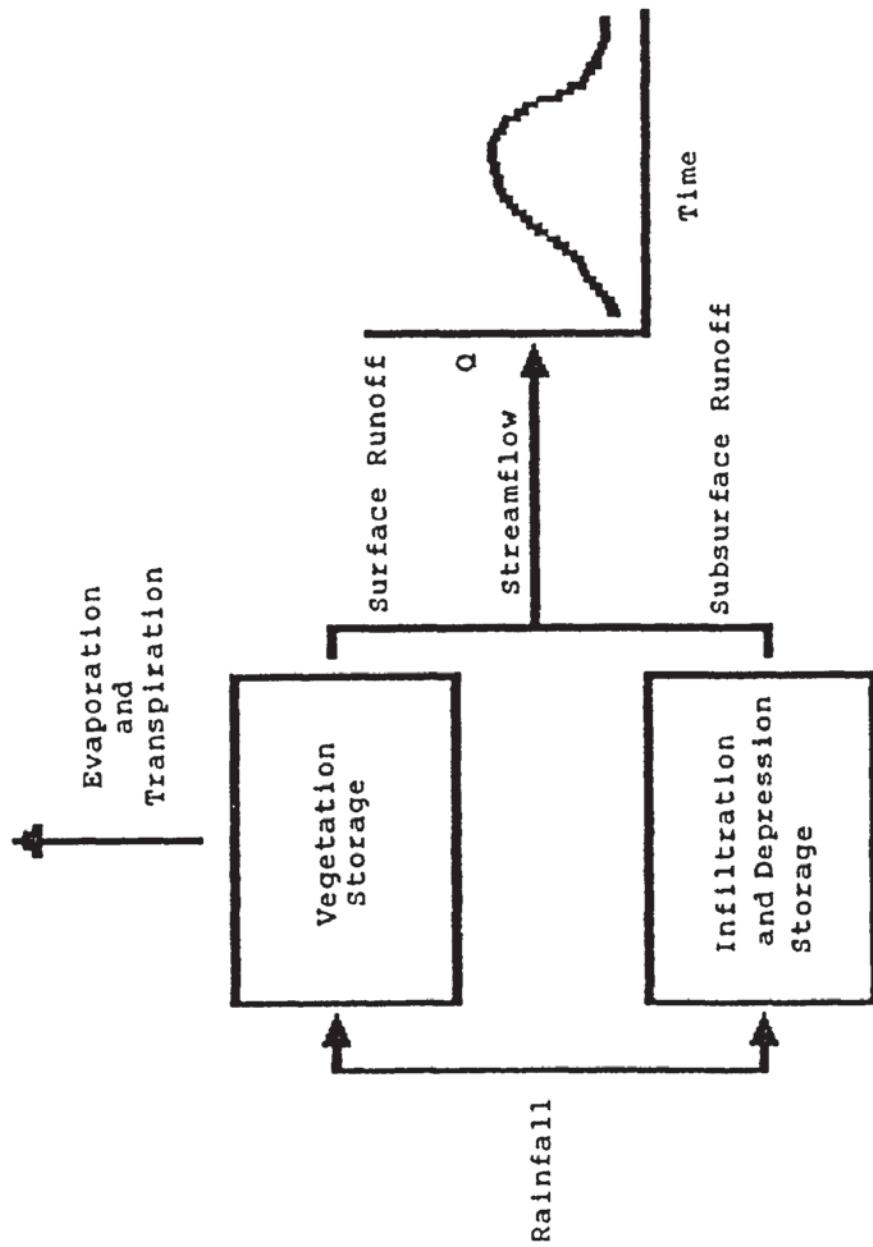 Evaporation
and
Transpiration
Rainfall
Vegetation
Storage
Infiltration
and Depression
Storage
Surface Runoff
Streamflow
Subsurface Runoff
Q
Time